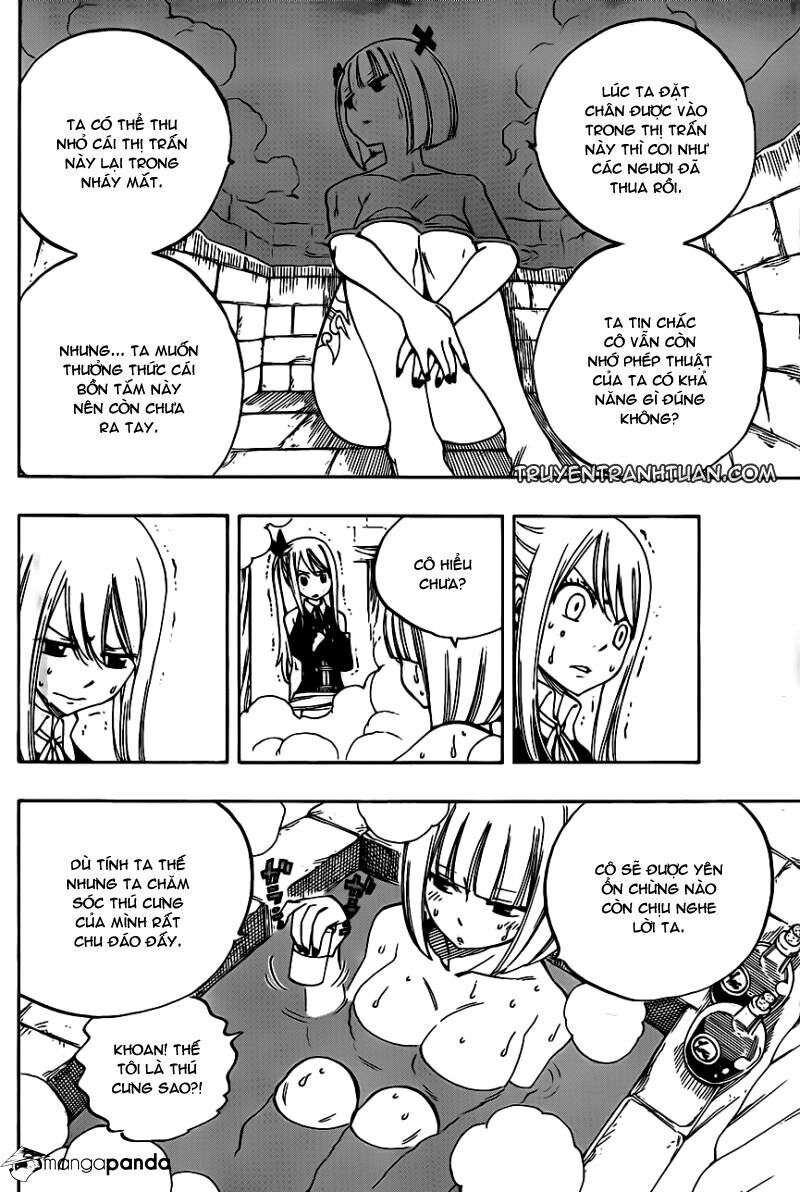 LÚC TA ĐẶT
CHÂN ĐƯỢC VÀO
TRONG THỊ TRẤN
NÀY THÌ COI NHƯ
CÁC NGƯƠI ĐÃ
THUA RỒI.
TA CÓ THỂ THU
NHỎ CÁI THỊ TRẤN
NÀY LẠI TRONG
NHÁY MẮT.
TA TIN CHẮC
CÔ VẪN CÒN
NHỚ PHÉP THUẬT
CỦA TA CÓ KHẢ
NĂNG GÌ ĐÚNG
KHÔNG?
NHƯNG... TA MUỐN
THƯỞNG THỨC CÁI
BỒN TẮM NÀY
NÊN CÒN CHƯA
RA TAY.
TRUYENTRANHTUAN.COM
CÔ HIỂU
CHƯA?
CÔ SẼ ĐƯỢC YÊN
ỔN CHỪNG NÀO
CÒN CHỊU NGHE
LỜI TA.
DÙ TÍNH TA THẾ
NHƯNG TA CHĂM
SÓC THÚ CƯNG
CỦA MÌNH RẤT
CHU ĐÁO ĐẤY.
KHOAN! THẾ
TÔI LÀ THÚ
CƯNG SAO?!
mangapanda